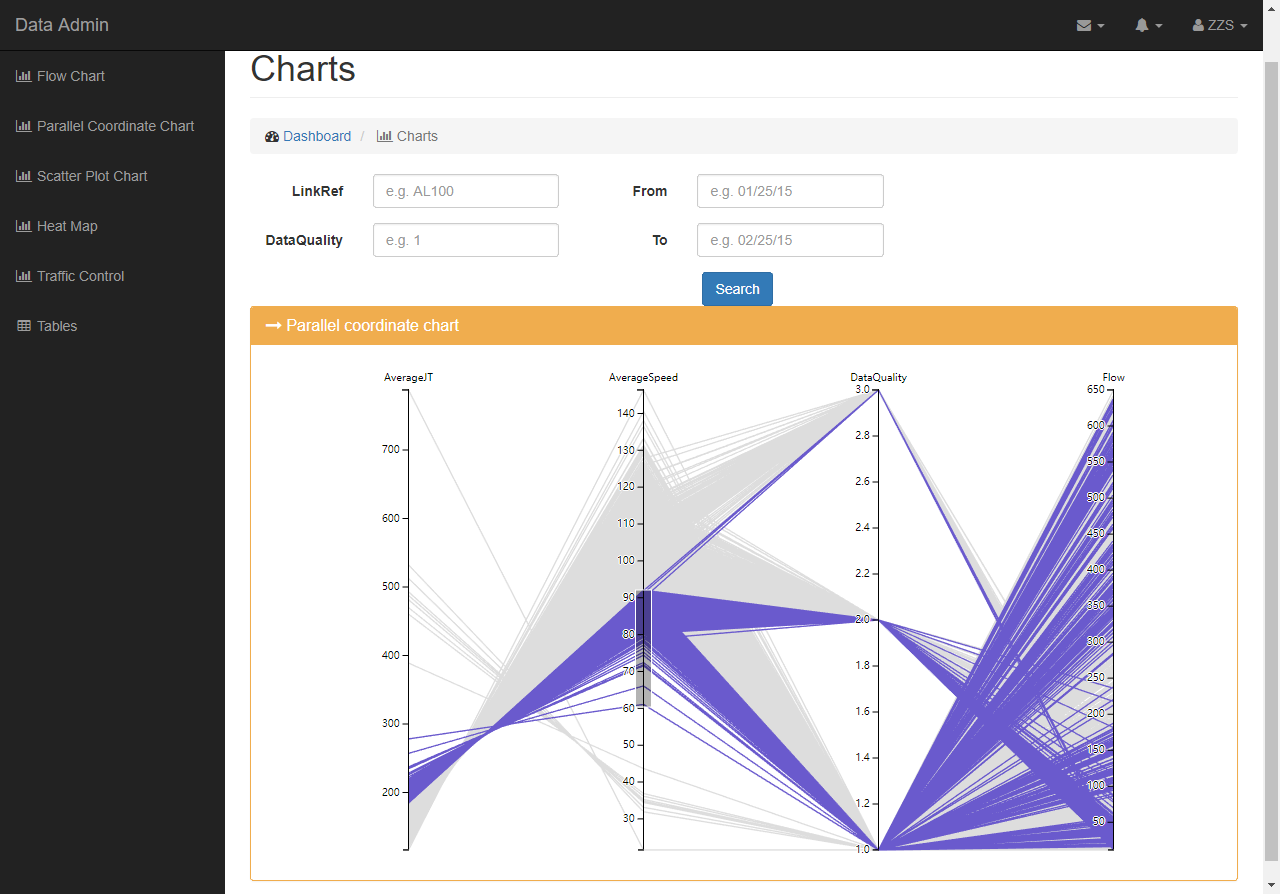 Data Admin
ZZS
Flow Chart
Parallel Coordinate Chart
Scatter Plot Chart
Heat Map
Traffic Control
Tables
Charts
Dashboard / Charts
LinkRef e.g. AL100 From e.g. 01/25/15
DataQuality e.g. 1 To e.g. 02/25/15
Search
Parallel coordinate chart
AverageJT AverageSpeed DataQuality Flow
700
600
500
400
300
200
140
130
120
110
100
90
80
70
60
50
40
30
3.0
2.8
2.6
2.4
2.2
2.0
1.8
1.6
1.4
1.2
1.0
650
600
550
500
450
400
350
300
250
200
150
100
50